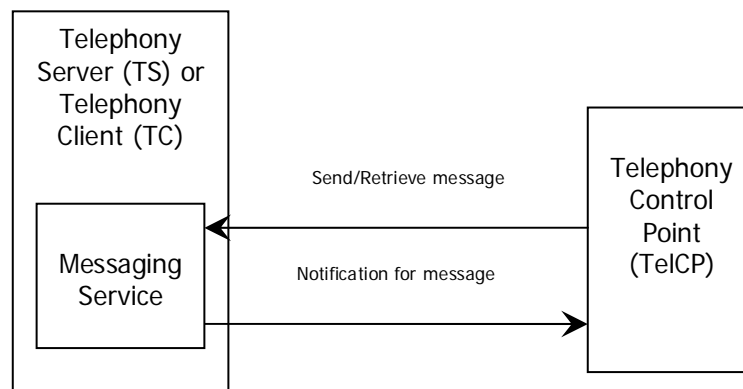 Telephony
Server (TS) or
Telephony
Client (TC)
Messaging
Service
Send/Retrieve message
Notification for message
Telephony
Control
Point
(TelCP)